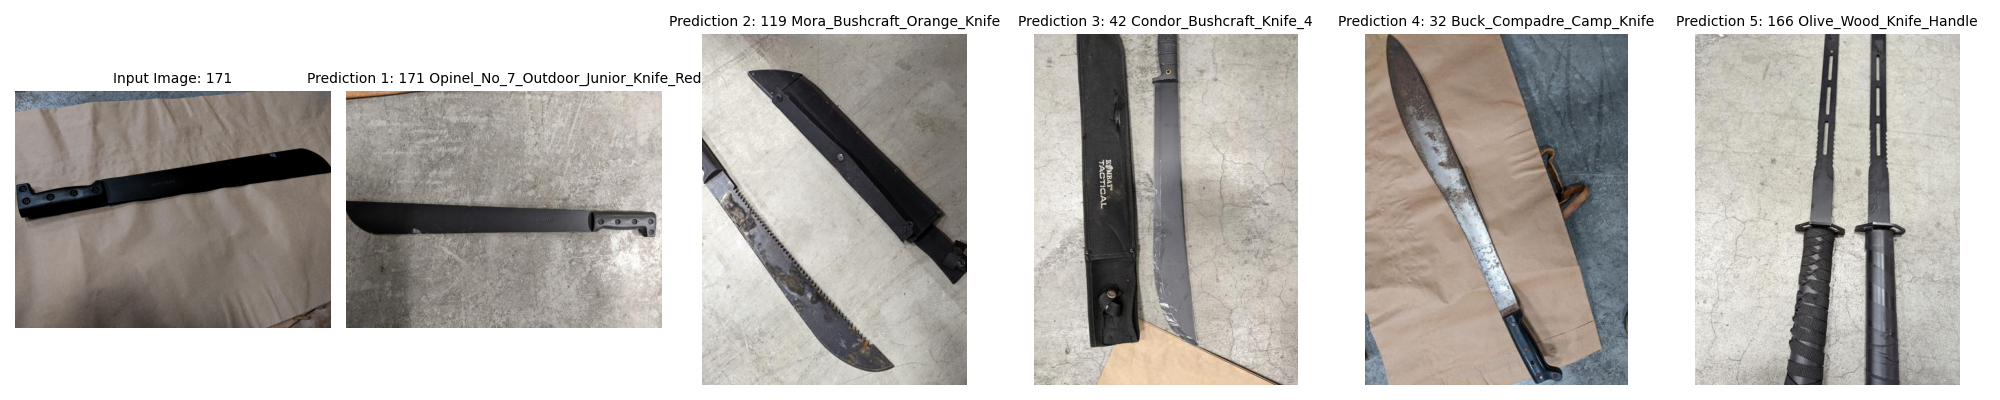 Prediction 2: 119 Mora_Bushcraft_Orange_Knife
Prediction 3: 42 Condor_Bushcraft_Knife_4
Prediction 4: 32 Buck_Compadre_Camp_Knife
Prediction 5: 166 Olive_Wood_Knife_Handle
Input Image: 171
Prediction 1: 171 Opinel_No_7_Outdoor_Junior_Knife_Red
KOMBAT
TACTICAL